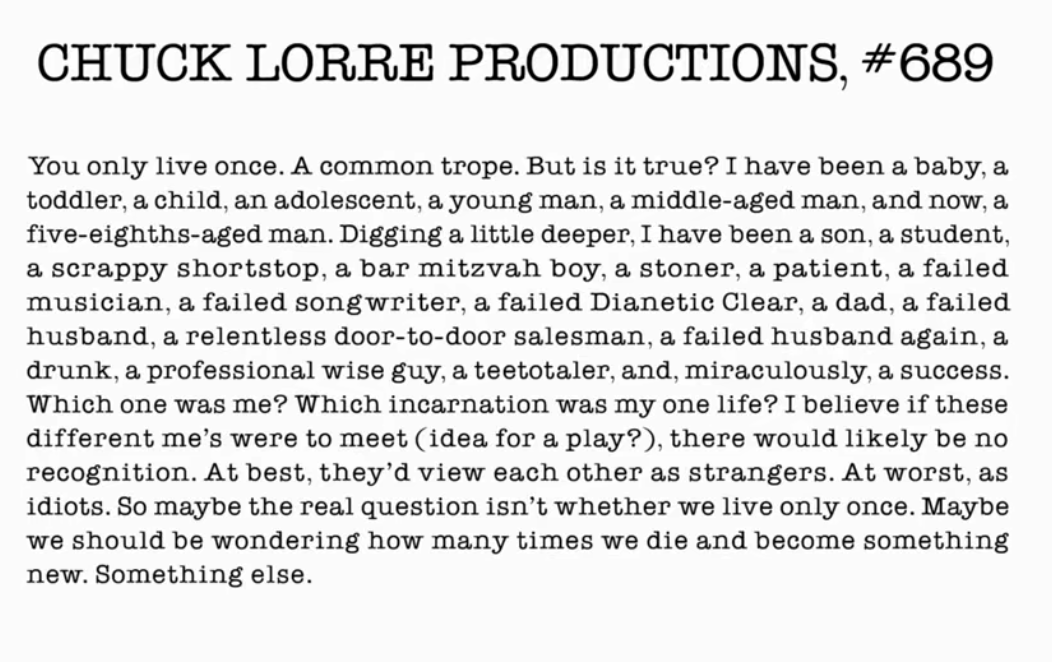 CHUCK LORRE PRODUCTIONS, #689
You only live once. A common trope. But is it true? I have been a baby, a
toddler, a child, an adolescent, a young man, a middle-aged man, and now, a
five-eighths-aged man. Digging a little deeper, I have been a son, a student,
a scrappy shortstop, a bar mitzvah boy, a stoner, a patient, a failed
musician, a failed songwriter, a failed Dianetic Clear, a dad, a failed
husband, a relentless door-to-door salesman, a failed husband again, a
drunk, a professional wise guy, a teetotaler, and, miraculously, a success.
Which one was me? Which incarnation was my one life? I believe if these
different me's were to meet (idea for a play?), there would likely be no
recognition. At best, they'd view each other as strangers. At worst, as
idiots. So maybe the real question isn't whether we live only once. Maybe
we should be wondering how many times we die and become something
new. Something else.